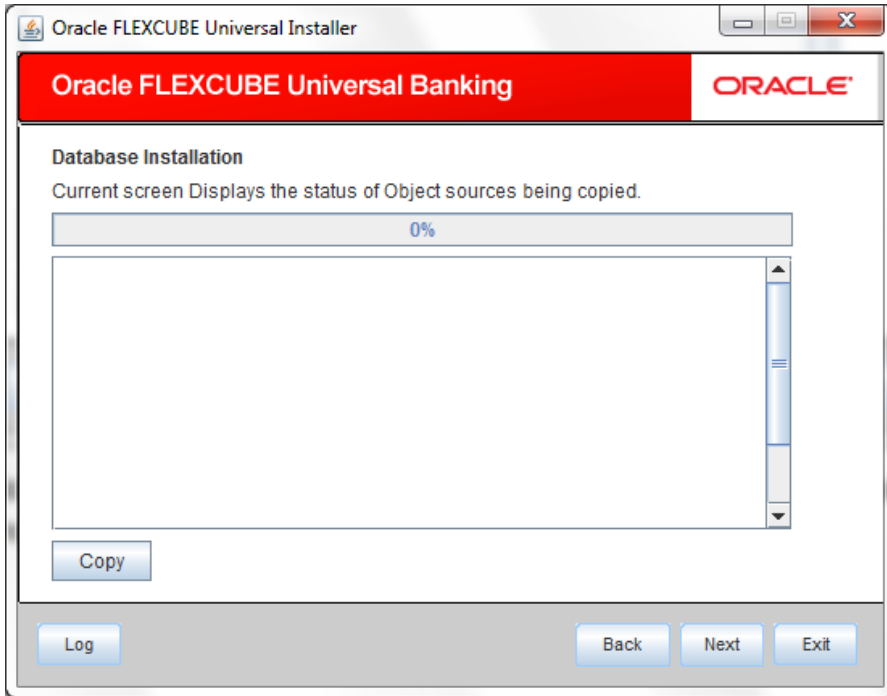 Oracle FLEXCUBE Universal Installer
Oracle FLEXCUBE Universal Banking
ORACLE
Database Installation
Current screen Displays the status of Object sources being copied.
0%
Copy
Log
Back
Next
Exit